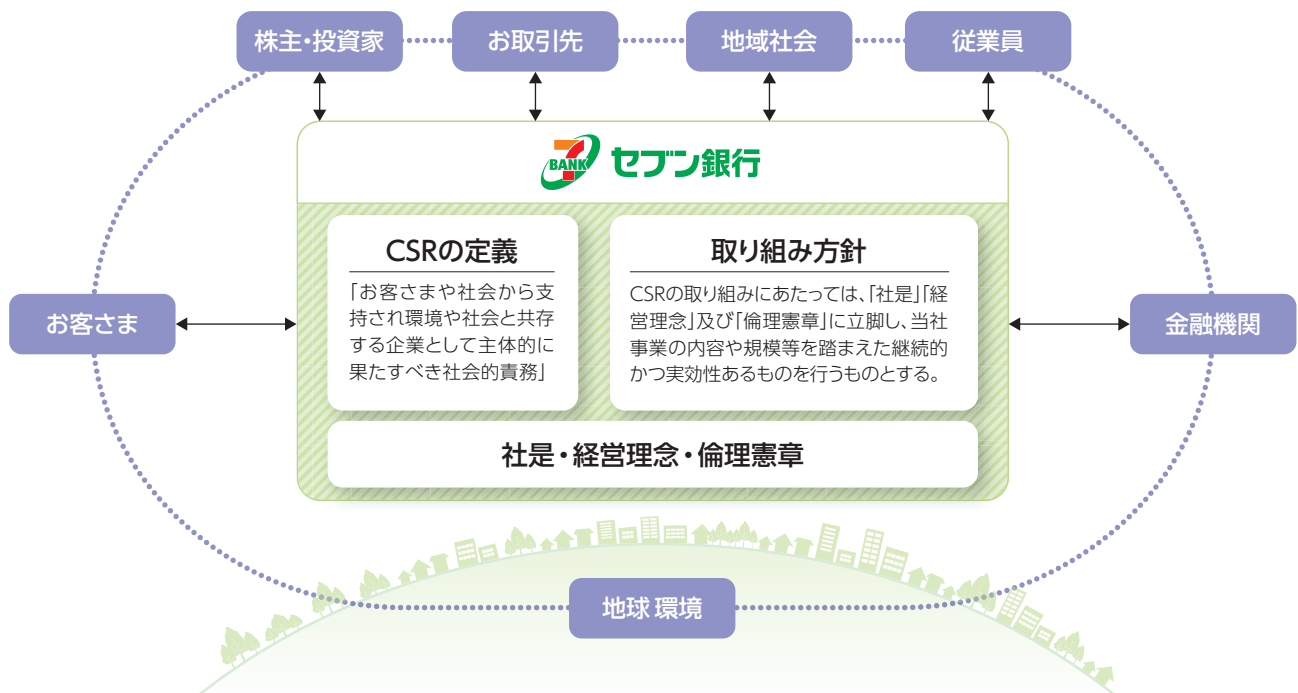 株主・投資家
お取引先
地域社会
従業員
7
BANK
セブン銀行
CSRの定義
「お客さまや社会から支
持され環境や社会と共存
する企業として主体的に
果たすべき社会的責務」
取り組み方針
CSRの取り組みにあたっては、「社是」「経
営理念」及び「倫理憲章」に立脚し、当社
事業の内容や規模等を踏まえた継続的
かつ実効性あるものを行うものとする。
お客さま
金融機関
社是・経営理念・倫理憲章
地球環境